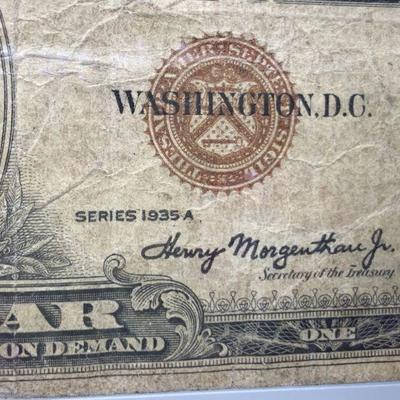 WASHINGTON, D.C.
SERIES 1935 A
Henry Morgenthau Jr.
Secretary of the Treasury
AR
ONE
ON DEMAND